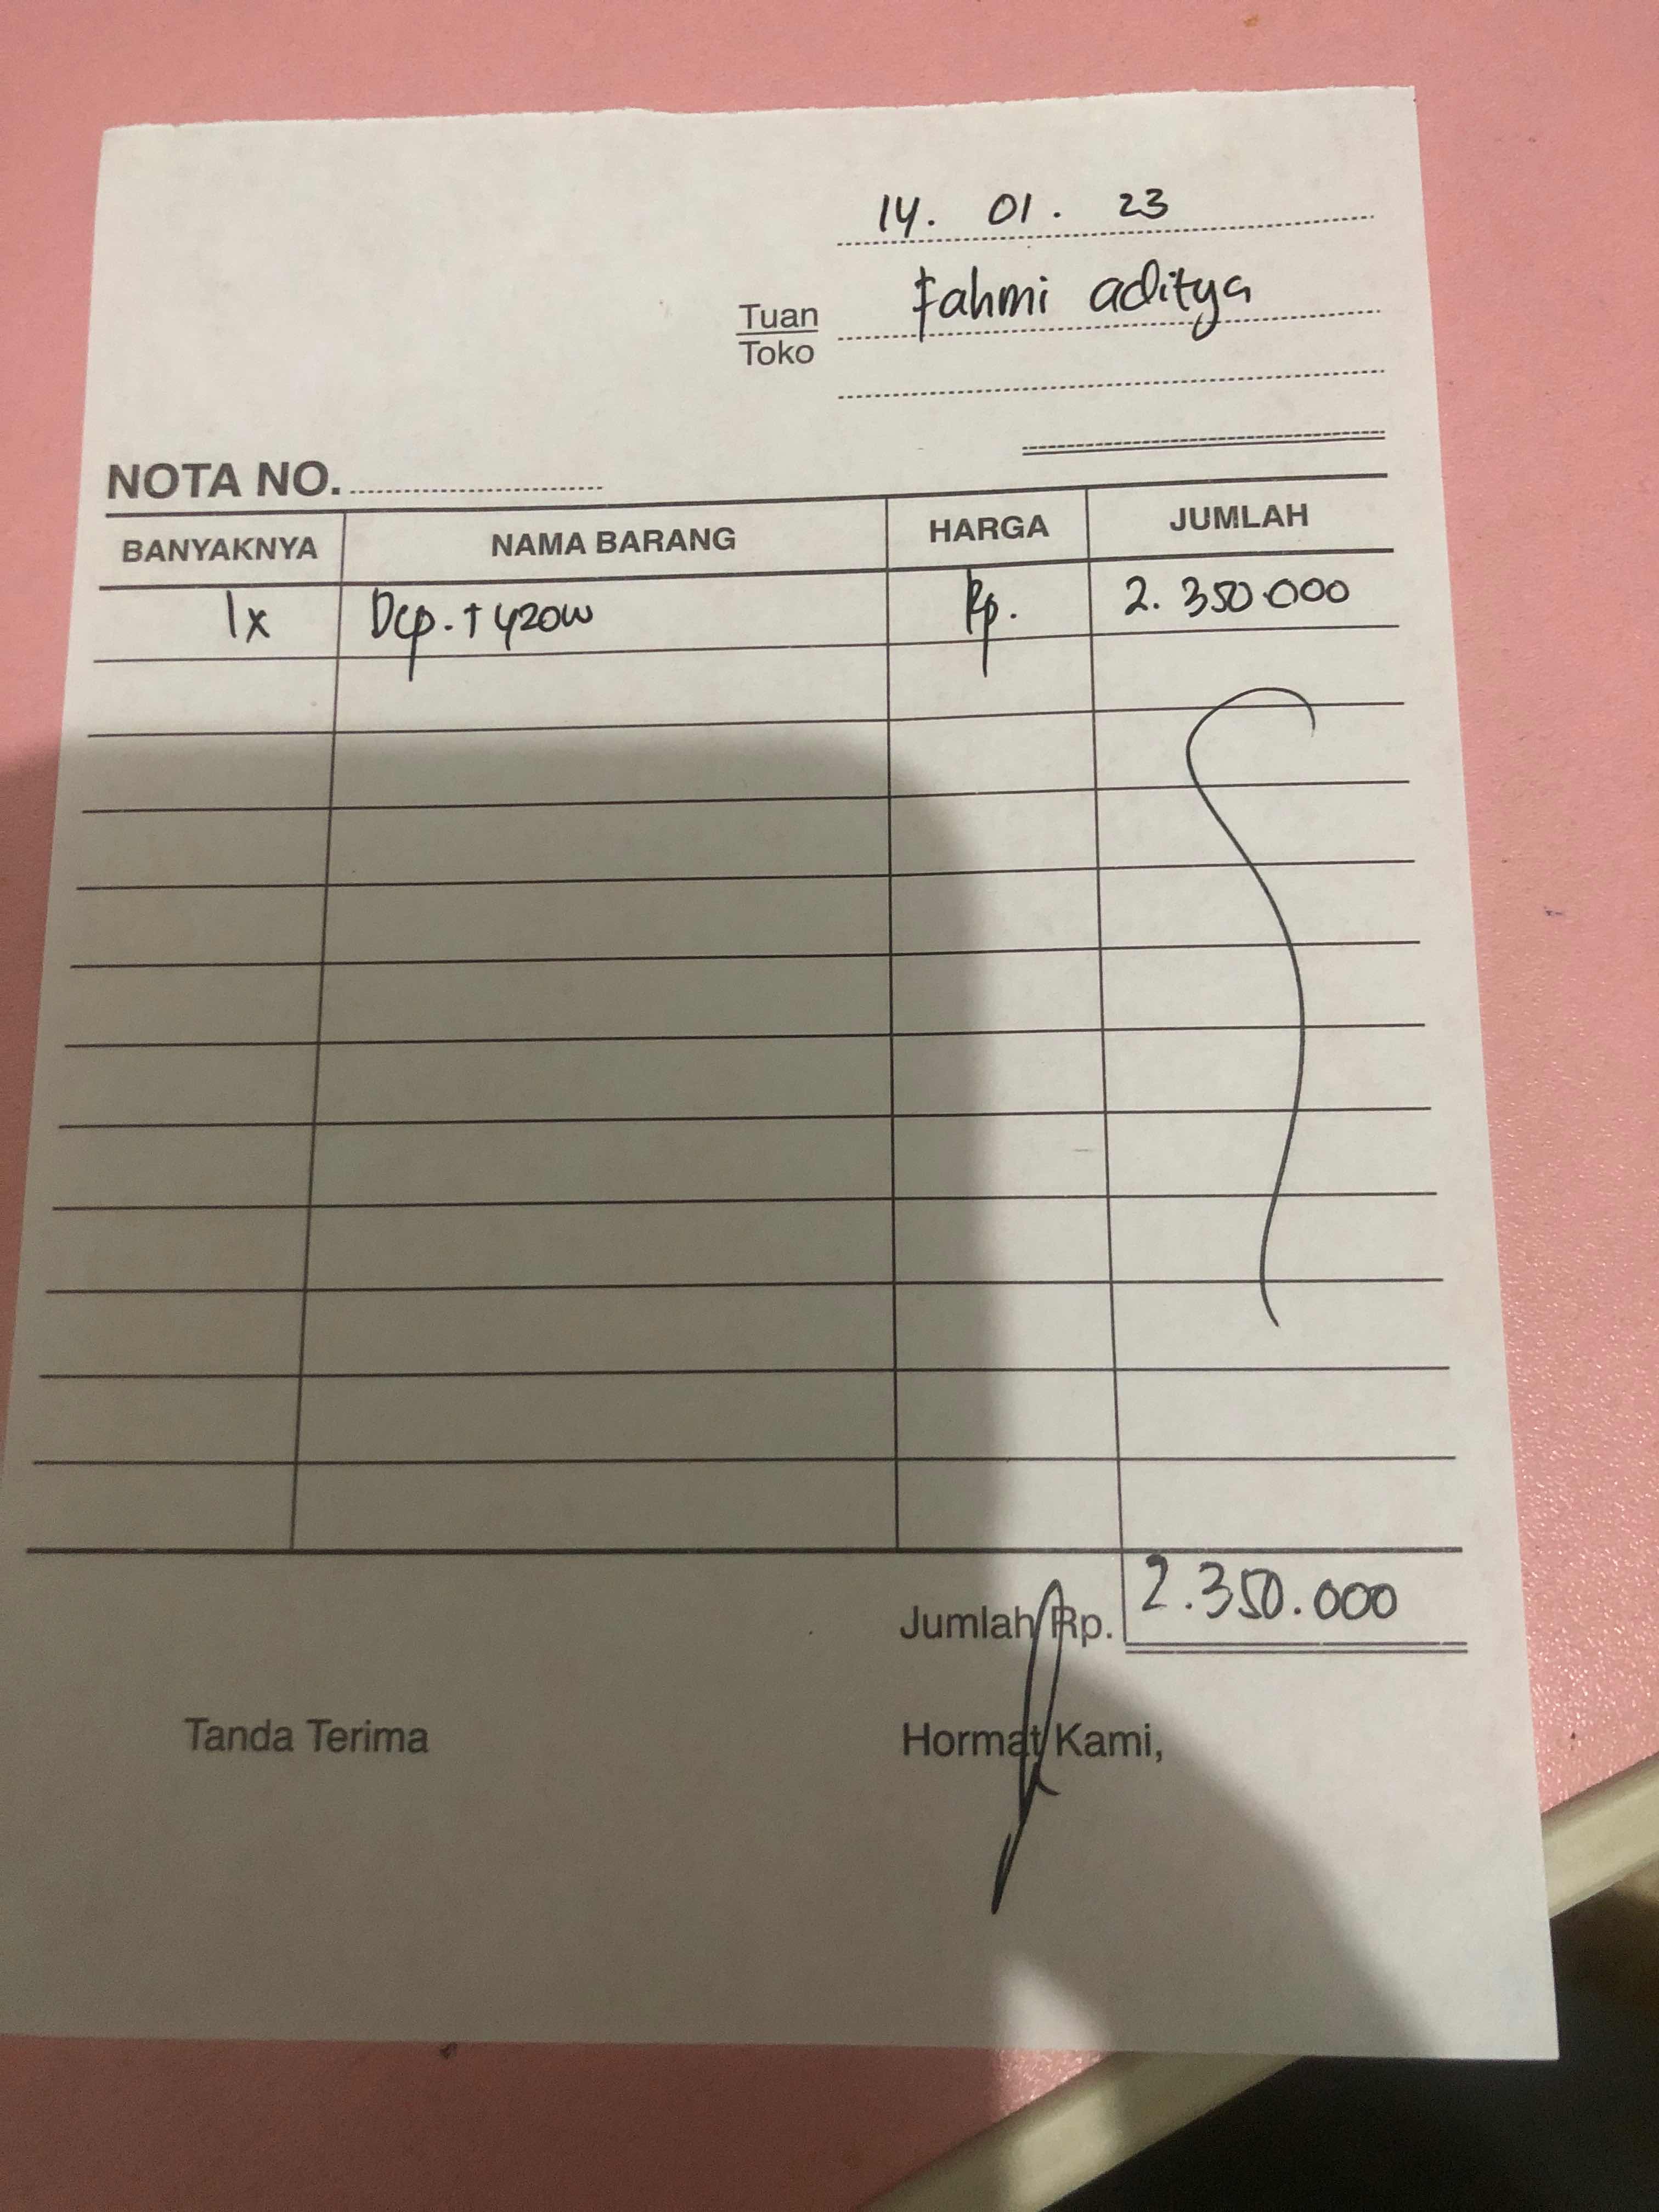 14. 01. 23
Tuan Fahmi aditya
Toko
NOTA NO.
BANYAKNYA NAMA BARANG HARGA JUMLAH
1x Dcp. T420W Rp. 2.350.000
Jumlah Rp. 2.350.000
Tanda Terima Hormat Kami,